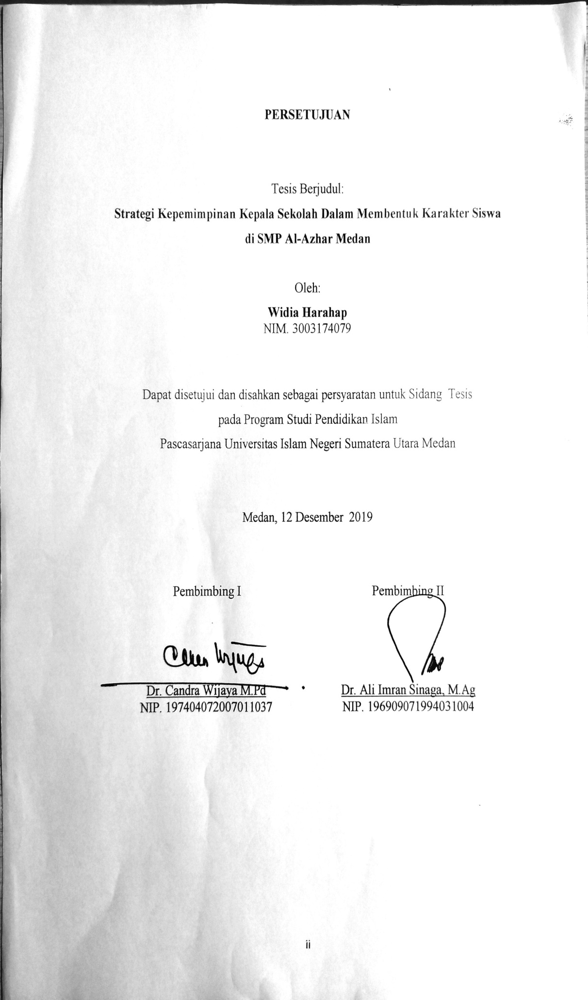 PERSETUJUAN
Tesis Berjudul:
Strategi Kepemimpinan Kepala Sekolah Dalam Membentuk Karakter Siswa
di SMP Al-Azhar Medan
Oleh:
Widia Harahap
NIM. 3003174079
Dapat disetujui dan disahkan sebagai persyaratan untuk Sidang Tesis
pada Program Studi Pendidikan Islam
Pascasarjana Universitas Islam Negeri Sumatera Utara Medan
Medan, 12 Desember 2019
Pembimbing I
Dr. Candra Wijaya M.Pd
NIP. 197404072007011037
Pembimbing II
Dr. Ali Imran Sinaga, M.Ag
NIP. 196909071994031004
ii